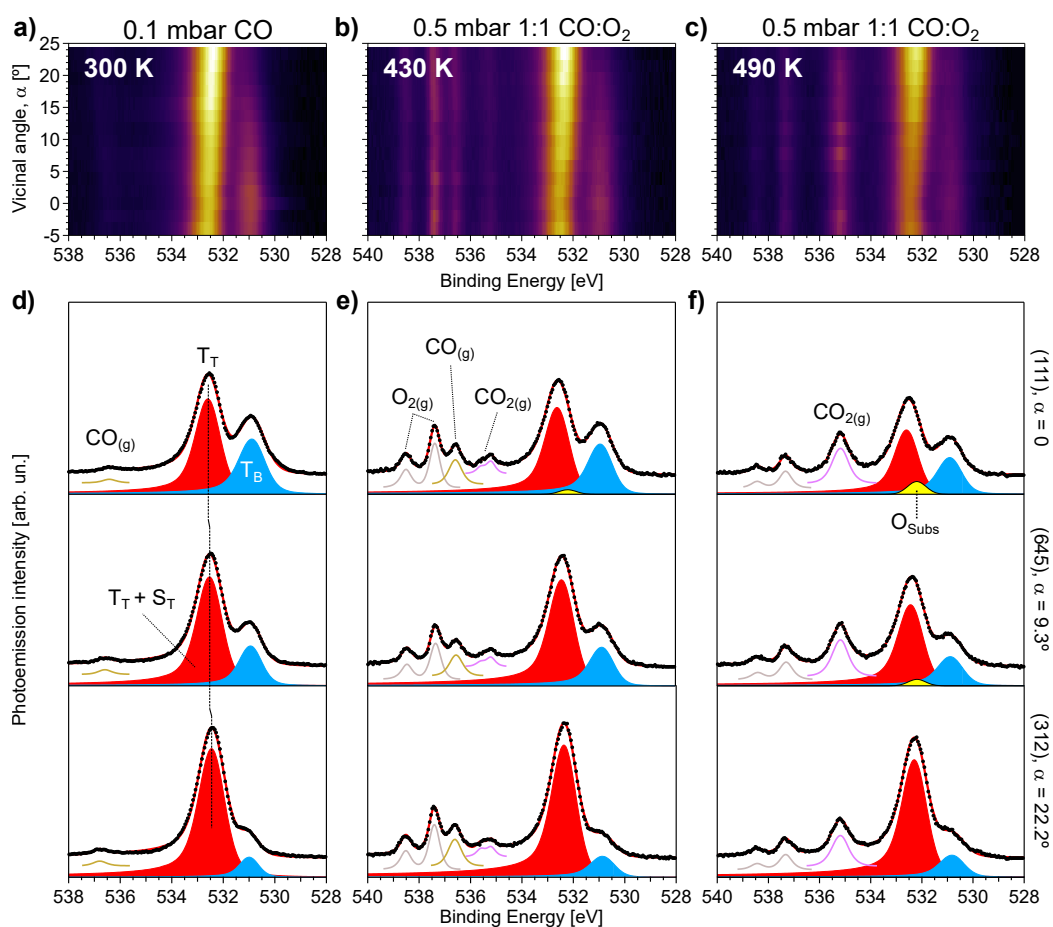 a) 0.1 mbar CO b) 0.5 mbar 1:1 CO:O2 c) 0.5 mbar 1:1 CO:O2
300 K 430 K 490 K
Vicinal angle, α [º]
25
20
15
10
5
0
-5
538 536 534 532 530 528
540 538 536 534 532 530 528
540 538 536 534 532 530 528
Binding Energy [eV]
d) e) f)
Photoemission intensity [arb. un.]
TT
CO(g)
TB
O2(g)
CO(g)
CO2(g)
CO2(g)
OSubs
(111), α = 0
TT + ST
(645), α = 9.3º
(312), α = 22.2º
538 536 534 532 530 528
540 538 536 534 532 530 528
540 538 536 534 532 530 528
Binding Energy [eV]